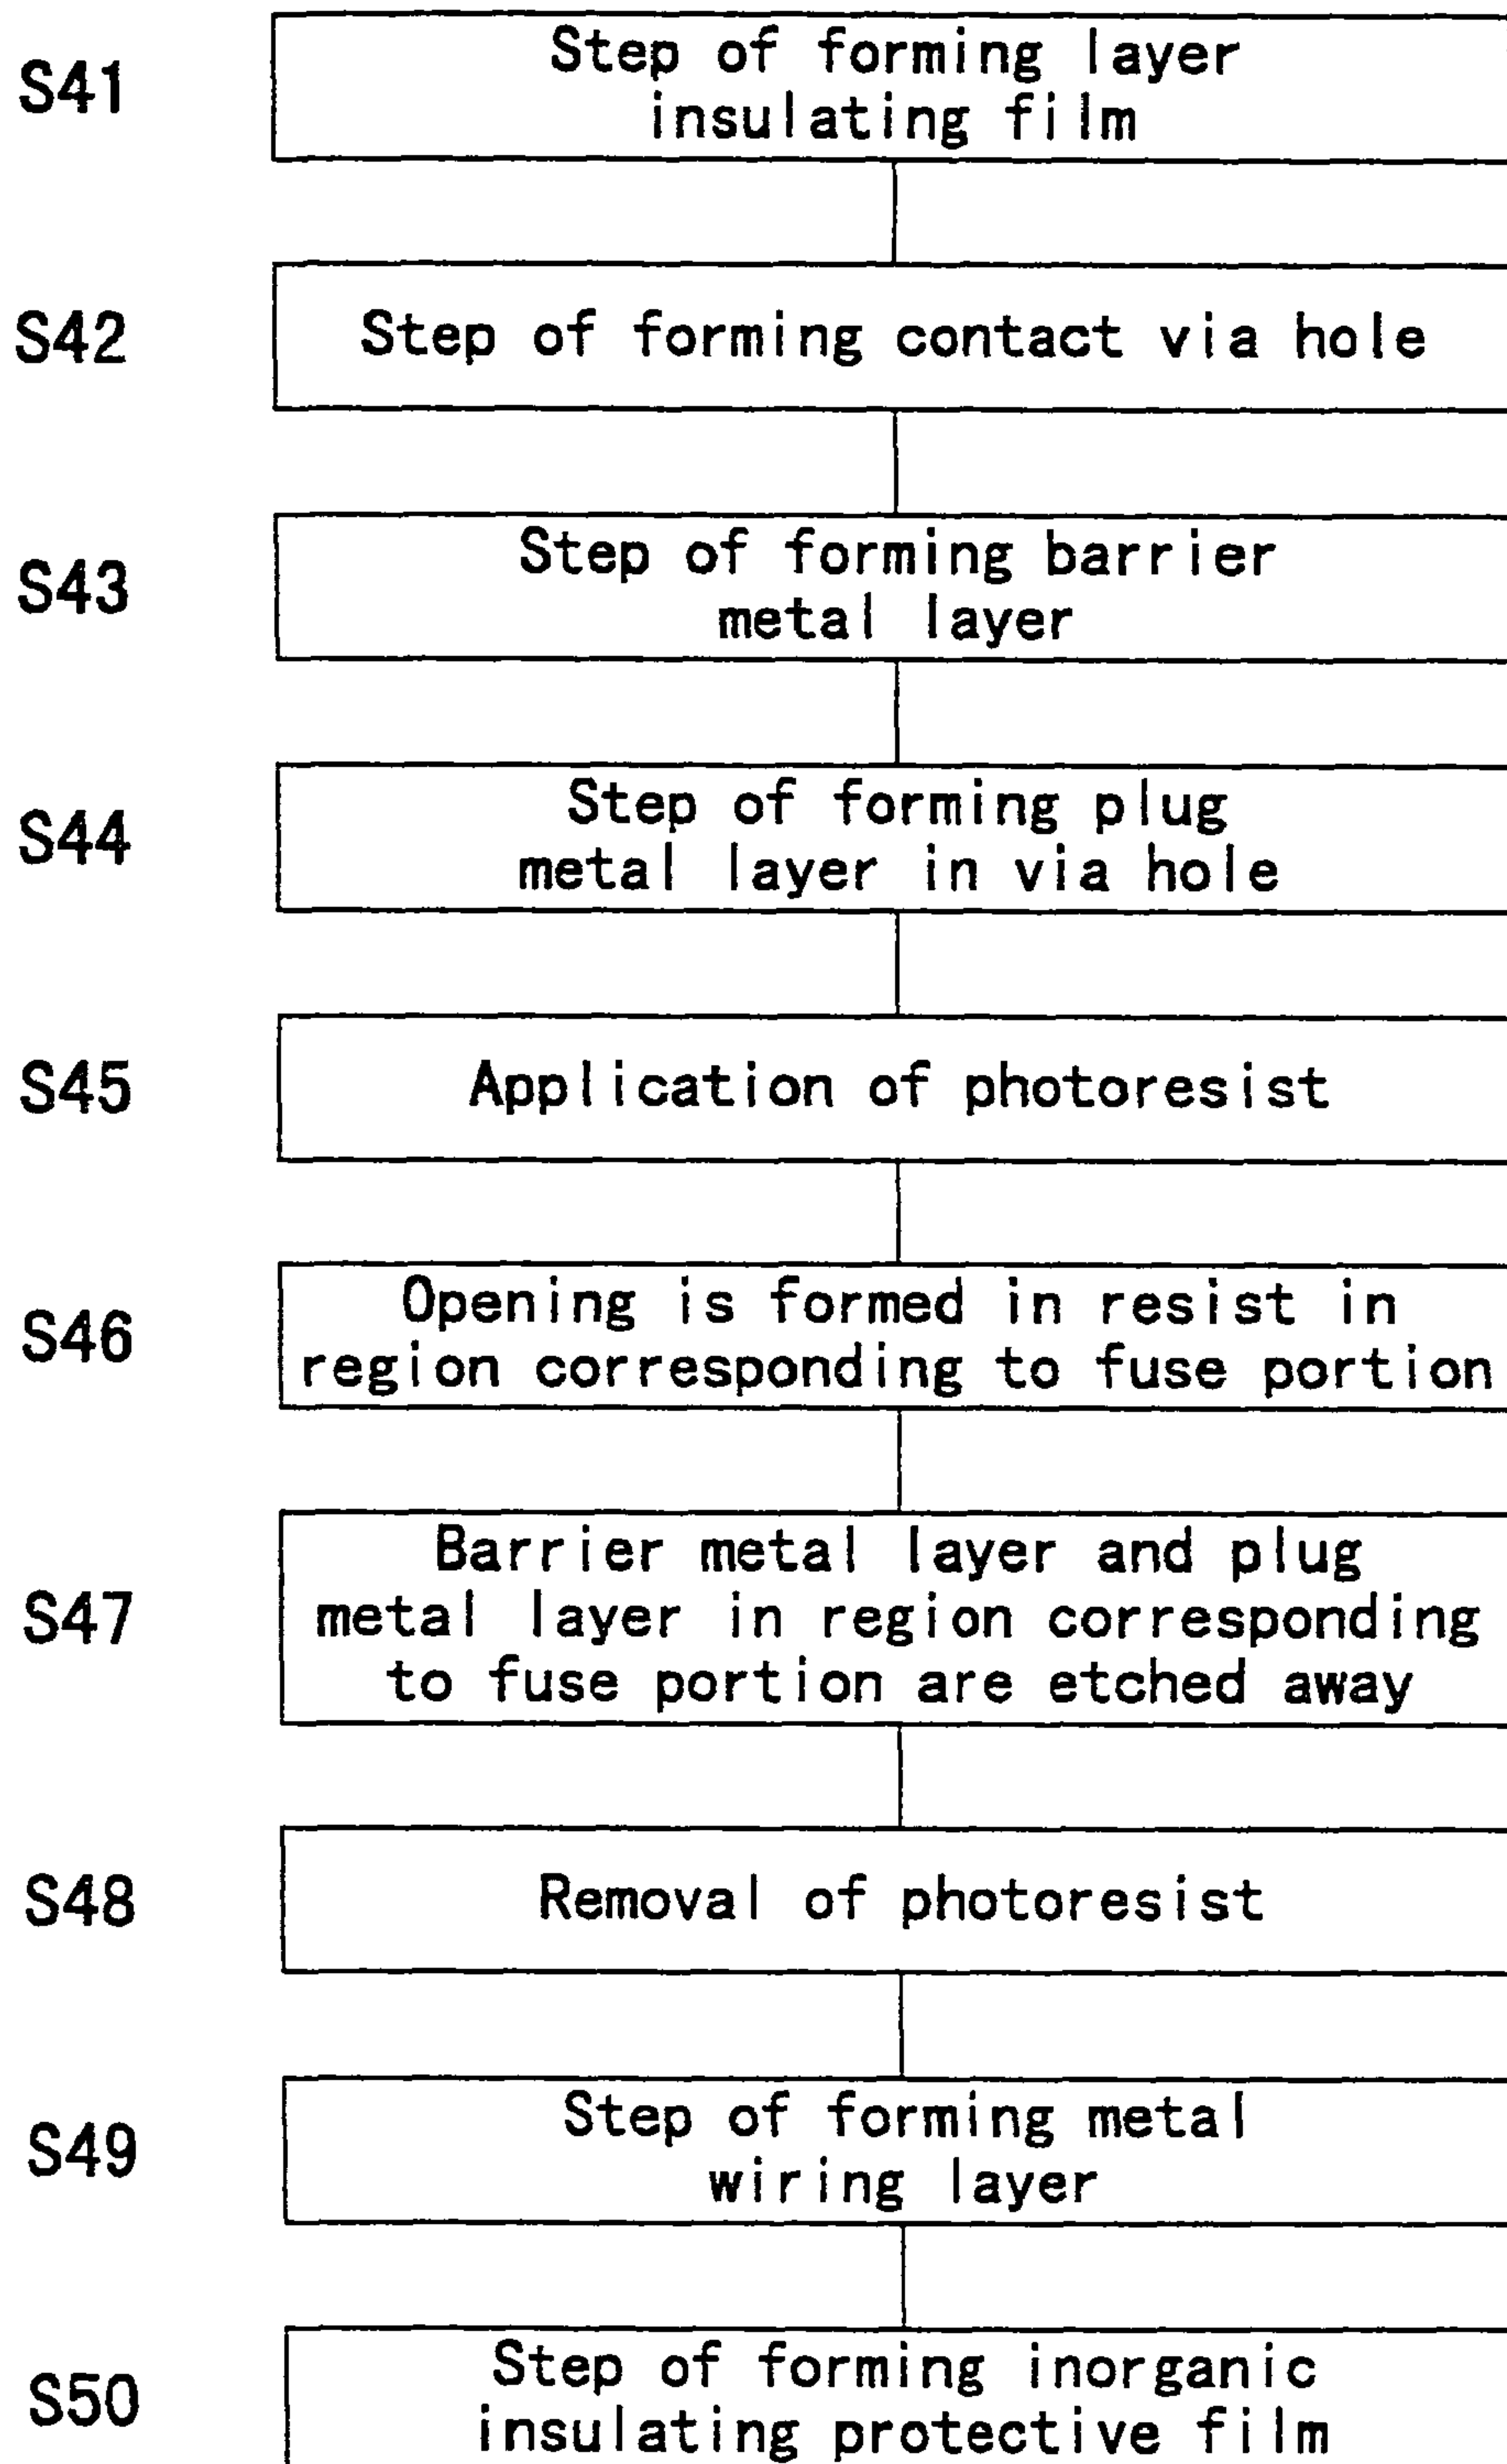 S41
Step of forming layer
insulating film
S42
Step of forming contact via hole
S43
Step of forming barrier
metal layer
S44
Step of forming plug
metal layer in via hole
S45
Application of photoresist
S46
Opening is formed in resist in
region corresponding to fuse portion
S47
Barrier metal layer and plug
metal layer in region corresponding
to fuse portion are etched away
S48
Removal of photoresist
S49
Step of forming metal
wiring layer
S50
Step of forming inorganic
insulating protective film